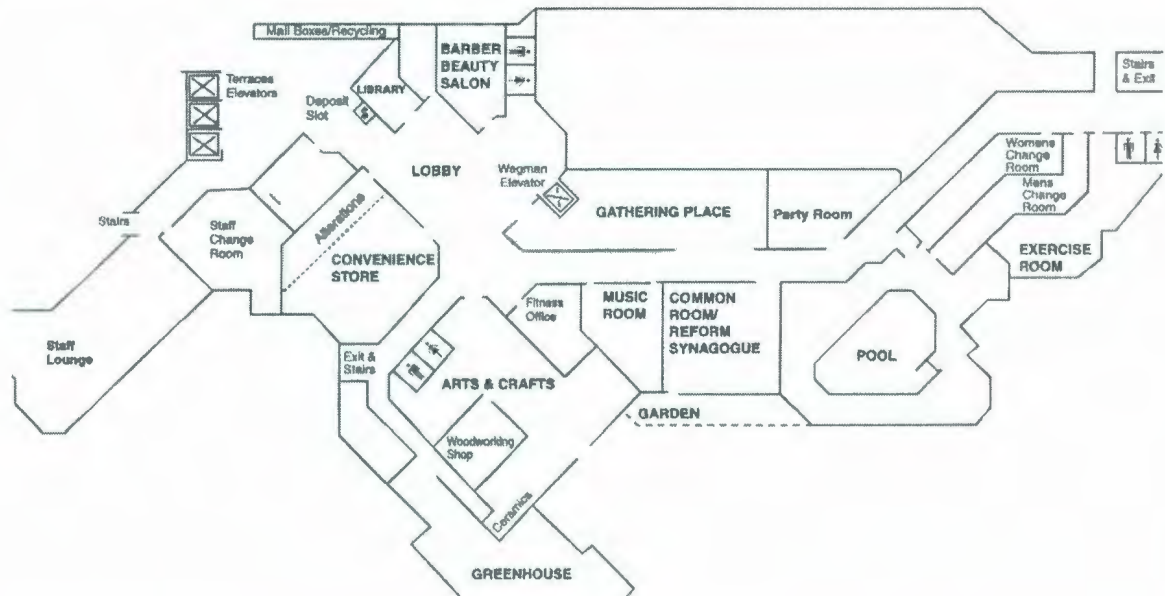 Mail Boxes/Recycling
BARBER
BEAUTY
SALON
Stairs
& Exit
Terraces
Elevators
LIBRARY
Deposit
Slot
$
Womens
Change
Room
Mens
Change
Room
LOBBY
Wagman
Elevator
GATHERING PLACE
Party Room
Stairs
Staff
Change
Room
Alterations
CONVENIENCE
STORE
EXERCISE
ROOM
Fitness
Office
MUSIC
ROOM
COMMON
ROOM/
REFORM
SYNAGOGUE
POOL
Staff
Lounge
Exit &
Stairs
ARTS & CRAFTS
GARDEN
Woodworking
Shop
Ceramics
GREENHOUSE